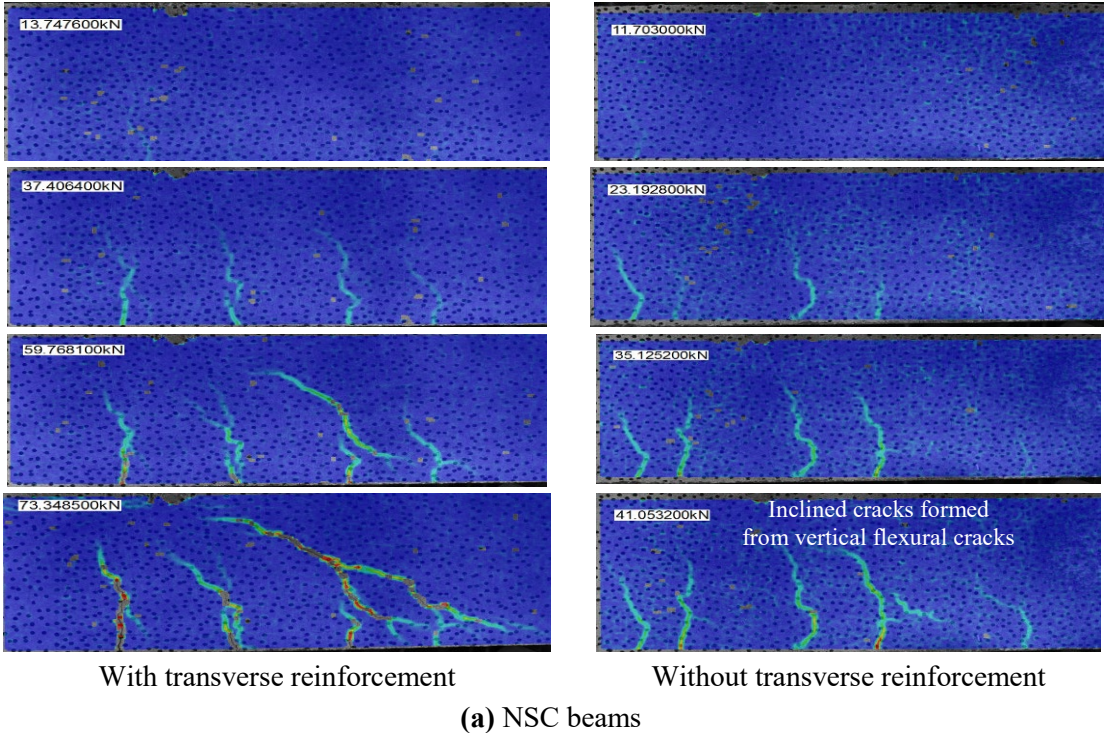 13.747600kN
11.703000kN
37.406400kN
23.192800kN
59.768100kN
35.125200kN
73.348500kN
41.053200kN
Inclined cracks formed
from vertical flexural cracks
With transverse reinforcement
Without transverse reinforcement
(a) NSC beams